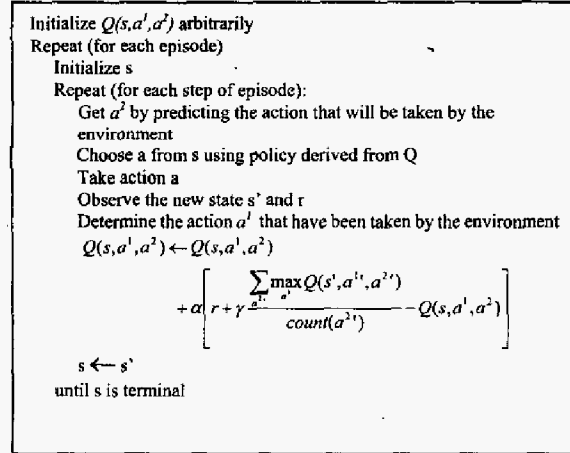 Initialize Q(s,a¹,a²) arbitrarily
Repeat (for each episode)
Initialize s
Repeat (for each step of episode):
Get a² by predicting the action that will be taken by the
environment
Choose a from s using policy derived from Q
Take action a
Observe the new state s' and r
Determine the action a¹ that have been taken by the environment
Q(s,a¹,a²) ← Q(s,a¹,a²)
+ α[r + γ ∑ max Q(s',a¹',a²') / count(a²') − Q(s,a¹,a²)]
s ← s'
until s is terminal